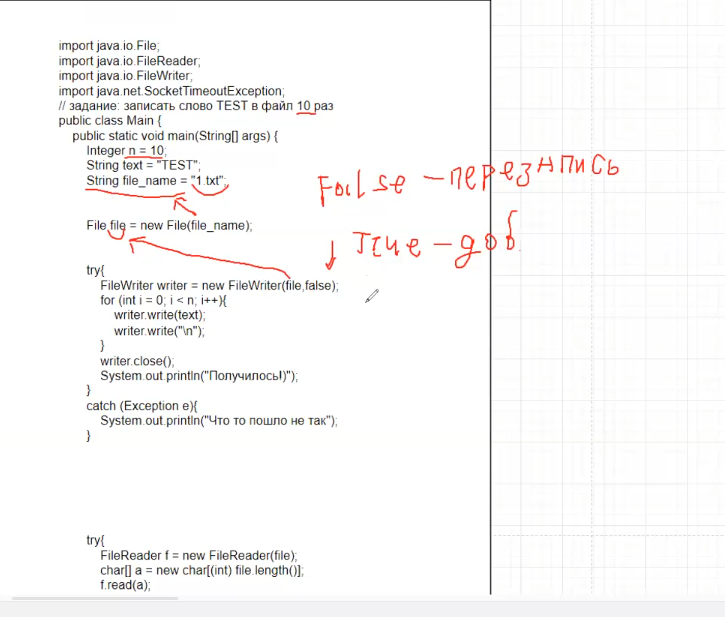 import java.io.File;
import java.io.FileReader;
import java.io.FileWriter;
import java.net.SocketTimeoutException;
// задание: записать слово TEST в файл 10 раз
public class Main {
public static void main(String[] args) {
Integer n = 10;
String text = "TEST";
String file_name = "1.txt";
False – перезапись
File file = new File(file_name);
True – доб.
try{
FileWriter writer = new FileWriter(file,false);
for (int i = 0; i < n; i++){
writer.write(text);
writer.write("\n");
}
writer.close();
System.out.println("Получилось!)");
}
catch (Exception e){
System.out.println("Что то пошло не так");
}
try{
FileReader f = new FileReader(file);
char[] a = new char[(int) file.length()];
f.read(a);